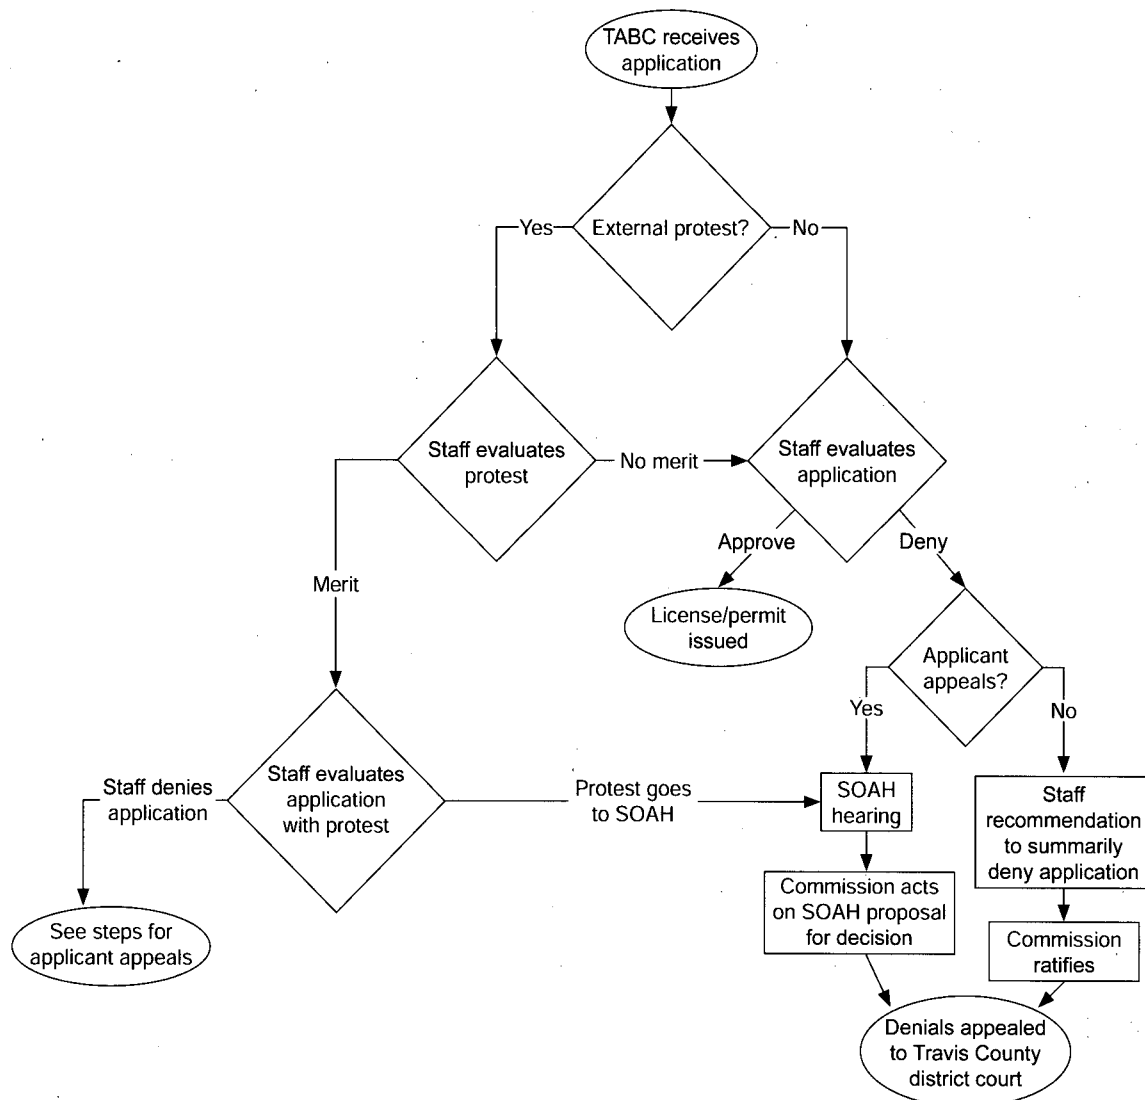 TABC receives
application
External protest?
Yes
No
Staff evaluates
protest
No merit
Staff evaluates
application
Approve
Deny
Merit
License/permit
issued
Applicant
appeals?
Yes
No
Staff denies
application
Staff evaluates
application
with protest
Protest goes
to SOAH
SOAH
hearing
Staff
recommendation
to summarily
deny application
See steps for
applicant appeals
Commission acts
on SOAH proposal
for decision
Commission
ratifies
Denials appealed
to Travis County
district court